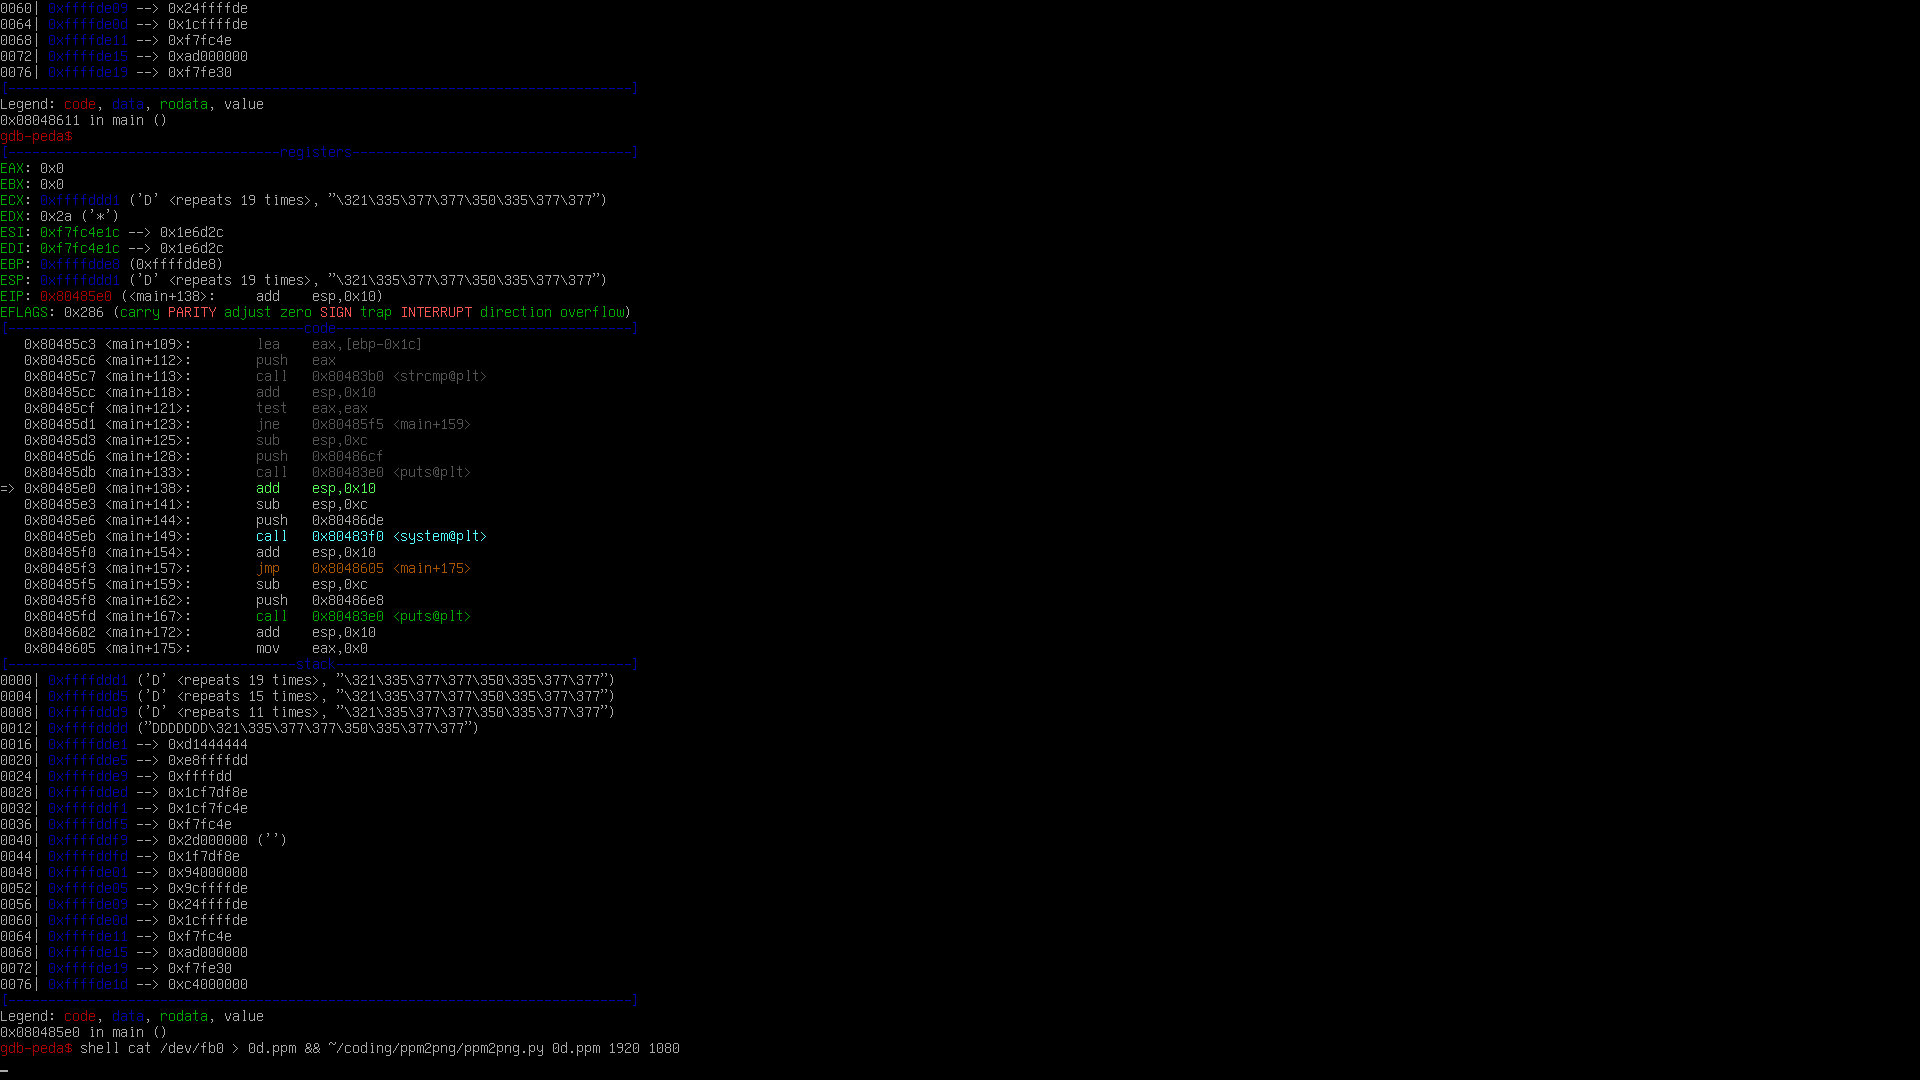 0060| 0xffffde09 --> 0x24ffffde
0064| 0xffffde0d --> 0x1cffffde
0068| 0xffffde11 --> 0xf7fc4e
0072| 0xffffde15 --> 0xad000000
0076| 0xffffde19 --> 0xf7fe30
[------------------------------------------------------------------------------]
Legend: code, data, rodata, value
0x08048611 in main ()
gdb-peda$
[----------------------------------registers-----------------------------------]
EAX: 0x0
EBX: 0x0
ECX: 0xffffddd1 ('D' <repeats 19 times>, "\321\335\377\377\350\335\377\377")
EDX: 0x2a ('*')
ESI: 0xf7fc4e1c --> 0x1e6d2c
EDI: 0xf7fc4e1c --> 0x1e6d2c
EBP: 0xffffdde8 (0xffffdde8)
ESP: 0xffffddd1 ('D' <repeats 19 times>, "\321\335\377\377\350\335\377\377")
EIP: 0x80485e0 (<main+138>:     add    esp,0x10)
EFLAGS: 0x286 (carry PARITY adjust zero SIGN trap INTERRUPT direction overflow)
[-------------------------------------code-------------------------------------]
   0x80485c3 <main+109>:        lea    eax,[ebp-0x1c]
   0x80485c6 <main+112>:        push   eax
   0x80485c7 <main+113>:        call   0x80483b0 <strcmp@plt>
   0x80485cc <main+118>:        add    esp,0x10
   0x80485cf <main+121>:        test   eax,eax
   0x80485d1 <main+123>:        jne    0x80485f5 <main+159>
   0x80485d3 <main+125>:        sub    esp,0xc
   0x80485d6 <main+128>:        push   0x80486cf
   0x80485db <main+133>:        call   0x80483e0 <puts@plt>
=> 0x80485e0 <main+138>:        add    esp,0x10
   0x80485e3 <main+141>:        sub    esp,0xc
   0x80485e6 <main+144>:        push   0x80486de
   0x80485eb <main+149>:        call   0x80483f0 <system@plt>
   0x80485f0 <main+154>:        add    esp,0x10
   0x80485f3 <main+157>:        jmp    0x8048605 <main+175>
   0x80485f5 <main+159>:        sub    esp,0xc
   0x80485f8 <main+162>:        push   0x80486e8
   0x80485fd <main+167>:        call   0x80483e0 <puts@plt>
   0x8048602 <main+172>:        add    esp,0x10
   0x8048605 <main+175>:        mov    eax,0x0
[------------------------------------stack-------------------------------------]
0000| 0xffffddd1 ('D' <repeats 19 times>, "\321\335\377\377\350\335\377\377")
0004| 0xffffddd5 ('D' <repeats 15 times>, "\321\335\377\377\350\335\377\377")
0008| 0xffffddd9 ('D' <repeats 11 times>, "\321\335\377\377\350\335\377\377")
0012| 0xffffdddd ("DDDDDDD\321\335\377\377\350\335\377\377")
0016| 0xffffdde1 --> 0xd1444444
0020| 0xffffdde5 --> 0xe8ffffdd
0024| 0xffffdde9 --> 0xffffdd
0028| 0xffffdded --> 0x1cf7df8e
0032| 0xffffddf1 --> 0x1cf7fc4e
0036| 0xffffddf5 --> 0xf7fc4e
0040| 0xffffddf9 --> 0x2d000000 ('')
0044| 0xffffddfd --> 0x1f7df8e
0048| 0xffffde01 --> 0x94000000
0052| 0xffffde05 --> 0x9cffffde
0056| 0xffffde09 --> 0x24ffffde
0060| 0xffffde0d --> 0x1cffffde
0064| 0xffffde11 --> 0xf7fc4e
0068| 0xffffde15 --> 0xad000000
0072| 0xffffde19 --> 0xf7fe30
0076| 0xffffde1d --> 0xc4000000
[------------------------------------------------------------------------------]
Legend: code, data, rodata, value
0x080485e0 in main ()
gdb-peda$ shell cat /dev/fb0 > 0d.ppm && ~/coding/ppm2png/ppm2png.py 0d.ppm 1920 1080